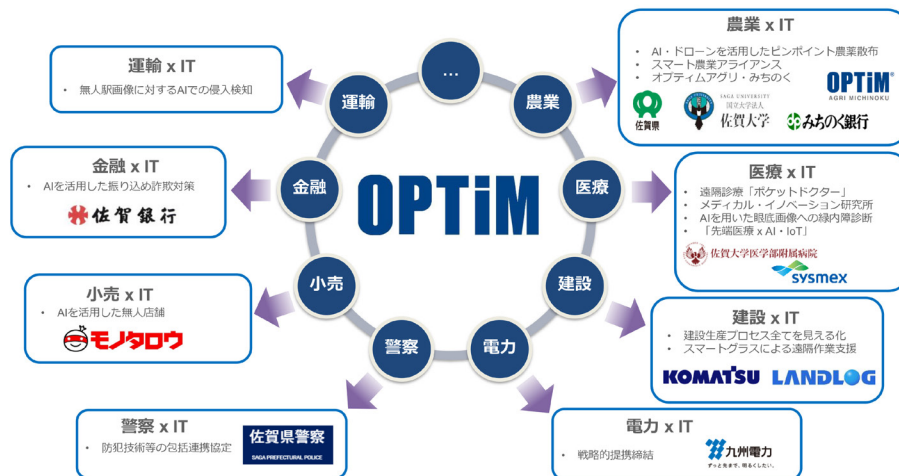 運輸 x IT
• 無人駅画像に対するAIでの侵入検知
金融 x IT
• AIを活用した振り込め詐欺対策
佐賀銀行
小売 x IT
• AIを活用した無人店舗
モノタロウ
警察 x IT
• 防犯技術等の包括連携協定
佐賀県警察
SAGA PREFECTURAL POLICE
...
運輸
農業
金融
医療
OPTiM
小売
建設
警察
電力
農業 x IT
• AI・ドローンを活用したピンポイント農薬散布
• スマート農業アライアンス
• オプティムアグリ・みちのく
OPTiM®
AGRI MICHINOKU
佐賀県
SAGA UNIVERSITY
国立大学法人
佐賀大学
みちのく銀行
医療 x IT
• 遠隔診療「ポケットドクター」
• メディカル・イノベーション研究所
• AIを用いた眼底画像への緑内障診断
• 「先端医療 x AI・IoT」
佐賀大学医学部附属病院
sysmex
建設 x IT
• 建設生産プロセス全てを見える化
• スマートグラスによる遠隔作業支援
KOMATSU
LANDLOG
電力 x IT
• 戦略的提携締結
九州電力
ずっと先まで、明るくしたい。